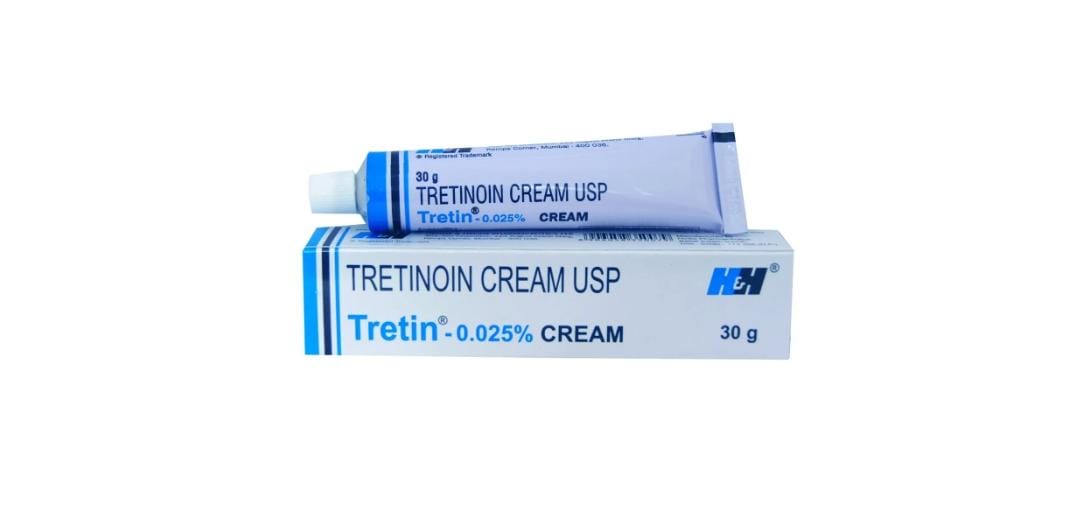 Kemps Corner, Mumbai - 400 036.
® Registered Trademark
30 g
TRETINOIN CREAM USP
Tretin® - 0.025% CREAM
TRETINOIN CREAM USP
H&H®
Tretin® - 0.025% CREAM
30 g